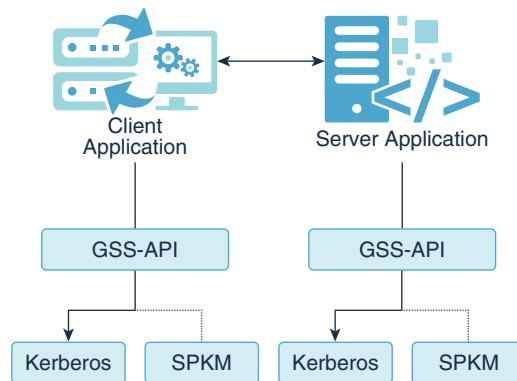 Client
Application
Server Application
GSS-API
GSS-API
Kerberos
SPKM
Kerberos
SPKM